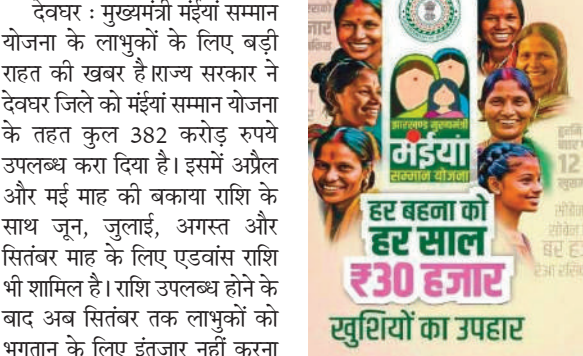 देवघर : मुख्यमंत्री मंईयां सम्मान
योजना के लाभुकों के लिए बड़ी
राहत की खबर है।राज्य सरकार ने
देवघर जिले को मंईयां सम्मान योजना
के तहत कुल 382 करोड़ रुपये
उपलब्ध करा दिया है। इसमें अप्रैल
और मई माह की बकाया राशि के
साथ जून, जुलाई, अगस्त और
सितंबर माह के लिए एडवांस राशि
भी शामिल है। राशि उपलब्ध होने के
बाद अब सितंबर तक लाभुकों को
भुगतान के लिए इंतजार नहीं करना
झारखण्ड मुख्यमंत्री
मंईयां
सम्मान योजना
हर बहना को
हर साल
₹30 हजार
खुशियों का उपहार
12